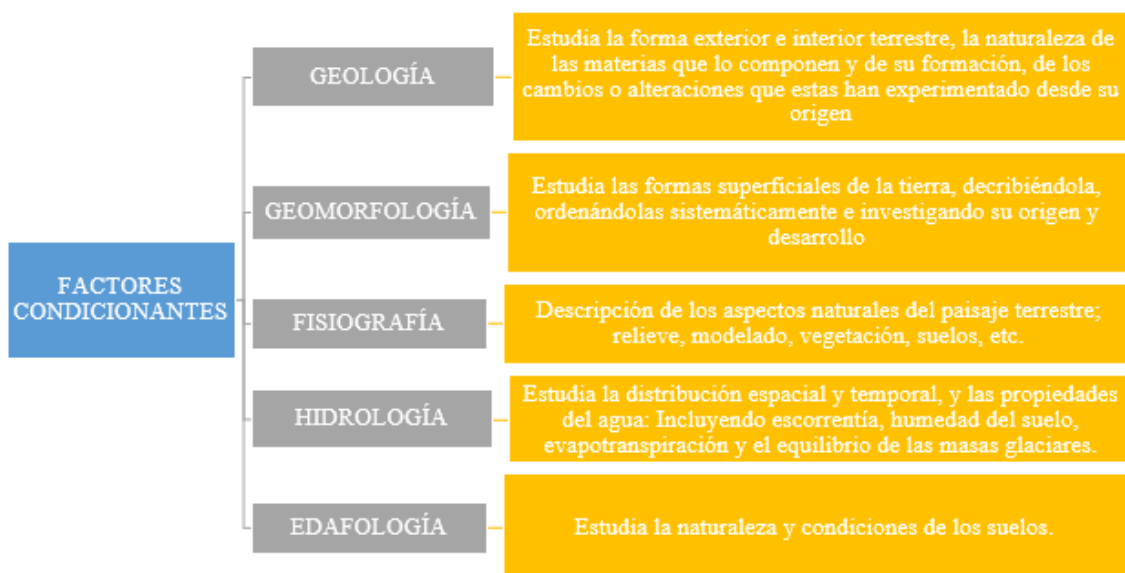 FACTORES
CONDICIONANTES
GEOLOGÍA
Estudia la forma exterior e interior terrestre, la naturaleza de
las materias que lo componen y de su formación, de los
cambios o alteraciones que estas han experimentado desde su
origen
GEOMORFOLOGÍA
Estudia las formas superficiales de la tierra, decribiéndola,
ordenándolas sistemáticamente e investigando su origen y
desarrollo
FISIOGRAFÍA
Descripción de los aspectos naturales del paisaje terrestre;
relieve, modelado, vegetación, suelos, etc.
HIDROLOGÍA
Estudia la distribución espacial y temporal, y las propiedades
del agua: Incluyendo escorrentía, humedad del suelo,
evapotranspiración y el equilibrio de las masas glaciares.
EDAFOLOGÍA
Estudia la naturaleza y condiciones de los suelos.